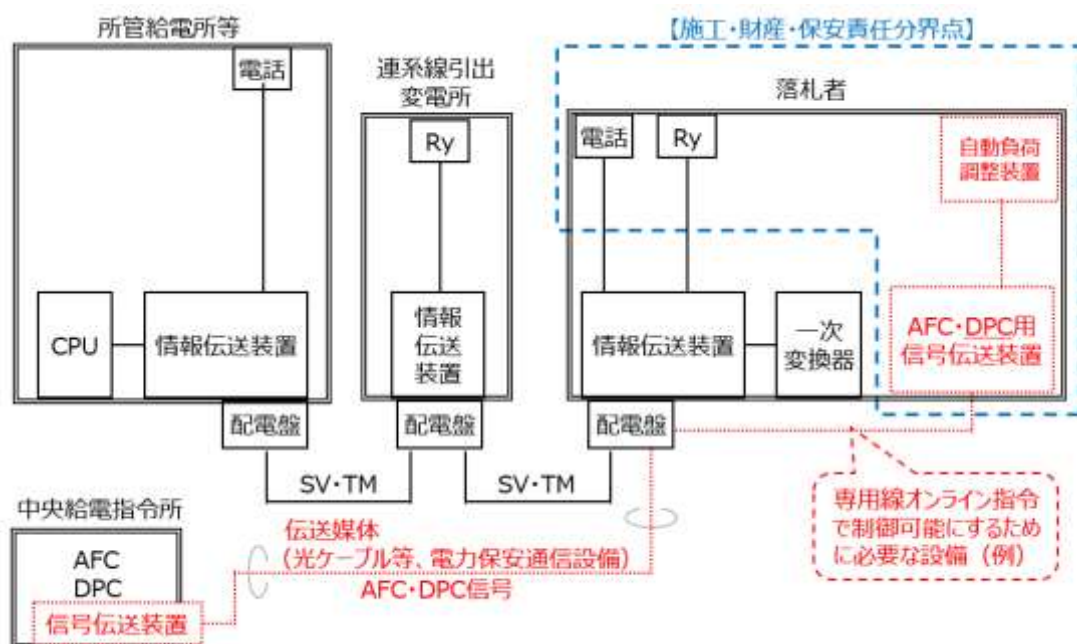 所管給電所等
電話
CPU
情報伝送装置
配電盤
連系線引出
変電所
Ry
情報
伝送
装置
配電盤
【施工・財産・保安責任分界点】
落札者
電話
Ry
自動負荷
調整装置
情報伝送装置
一次
変換器
AFC・DPC用
信号伝送装置
配電盤
SV・TM
SV・TM
専用線オンライン指令
で制御可能にするため
に必要な設備（例）
中央給電指令所
AFC
DPC
信号伝送装置
伝送媒体
(光ケーブル等、電力保安通信設備)
AFC・DPC信号